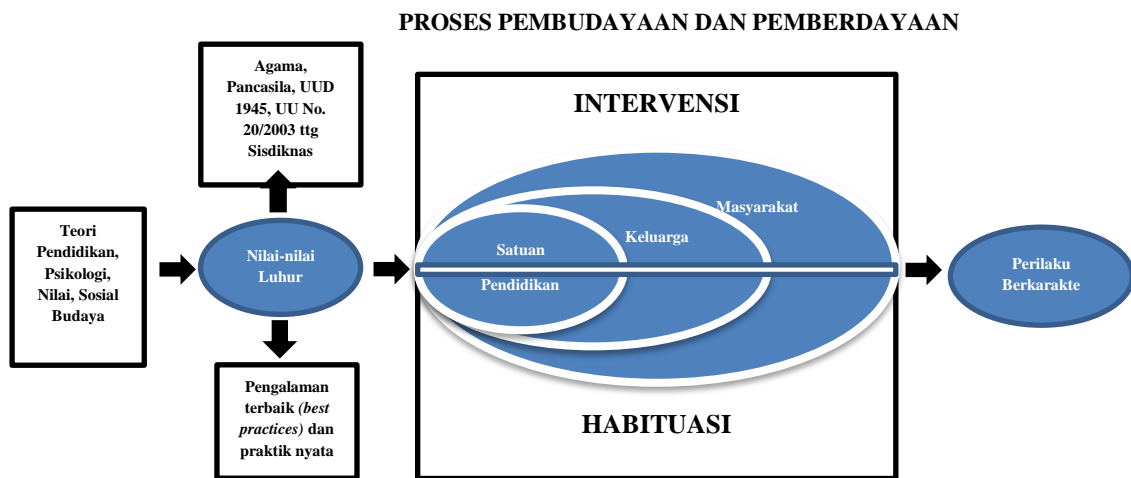 PROSES PEMBUDAYAAN DAN PEMBERDAYAAN
Agama,
Pancasila, UUD
1945, UU No.
20/2003 ttg
Sisdiknas
Teori
Pendidikan,
Psikologi,
Nilai, Sosial
Budaya
Nilai-nilai
Luhur
Pengalaman
terbaik (best
practices) dan
praktik nyata
INTERVENSI
Masyarakat
Keluarga
Satuan
Pendidikan
HABITUASI
Perilaku
Berkarakte